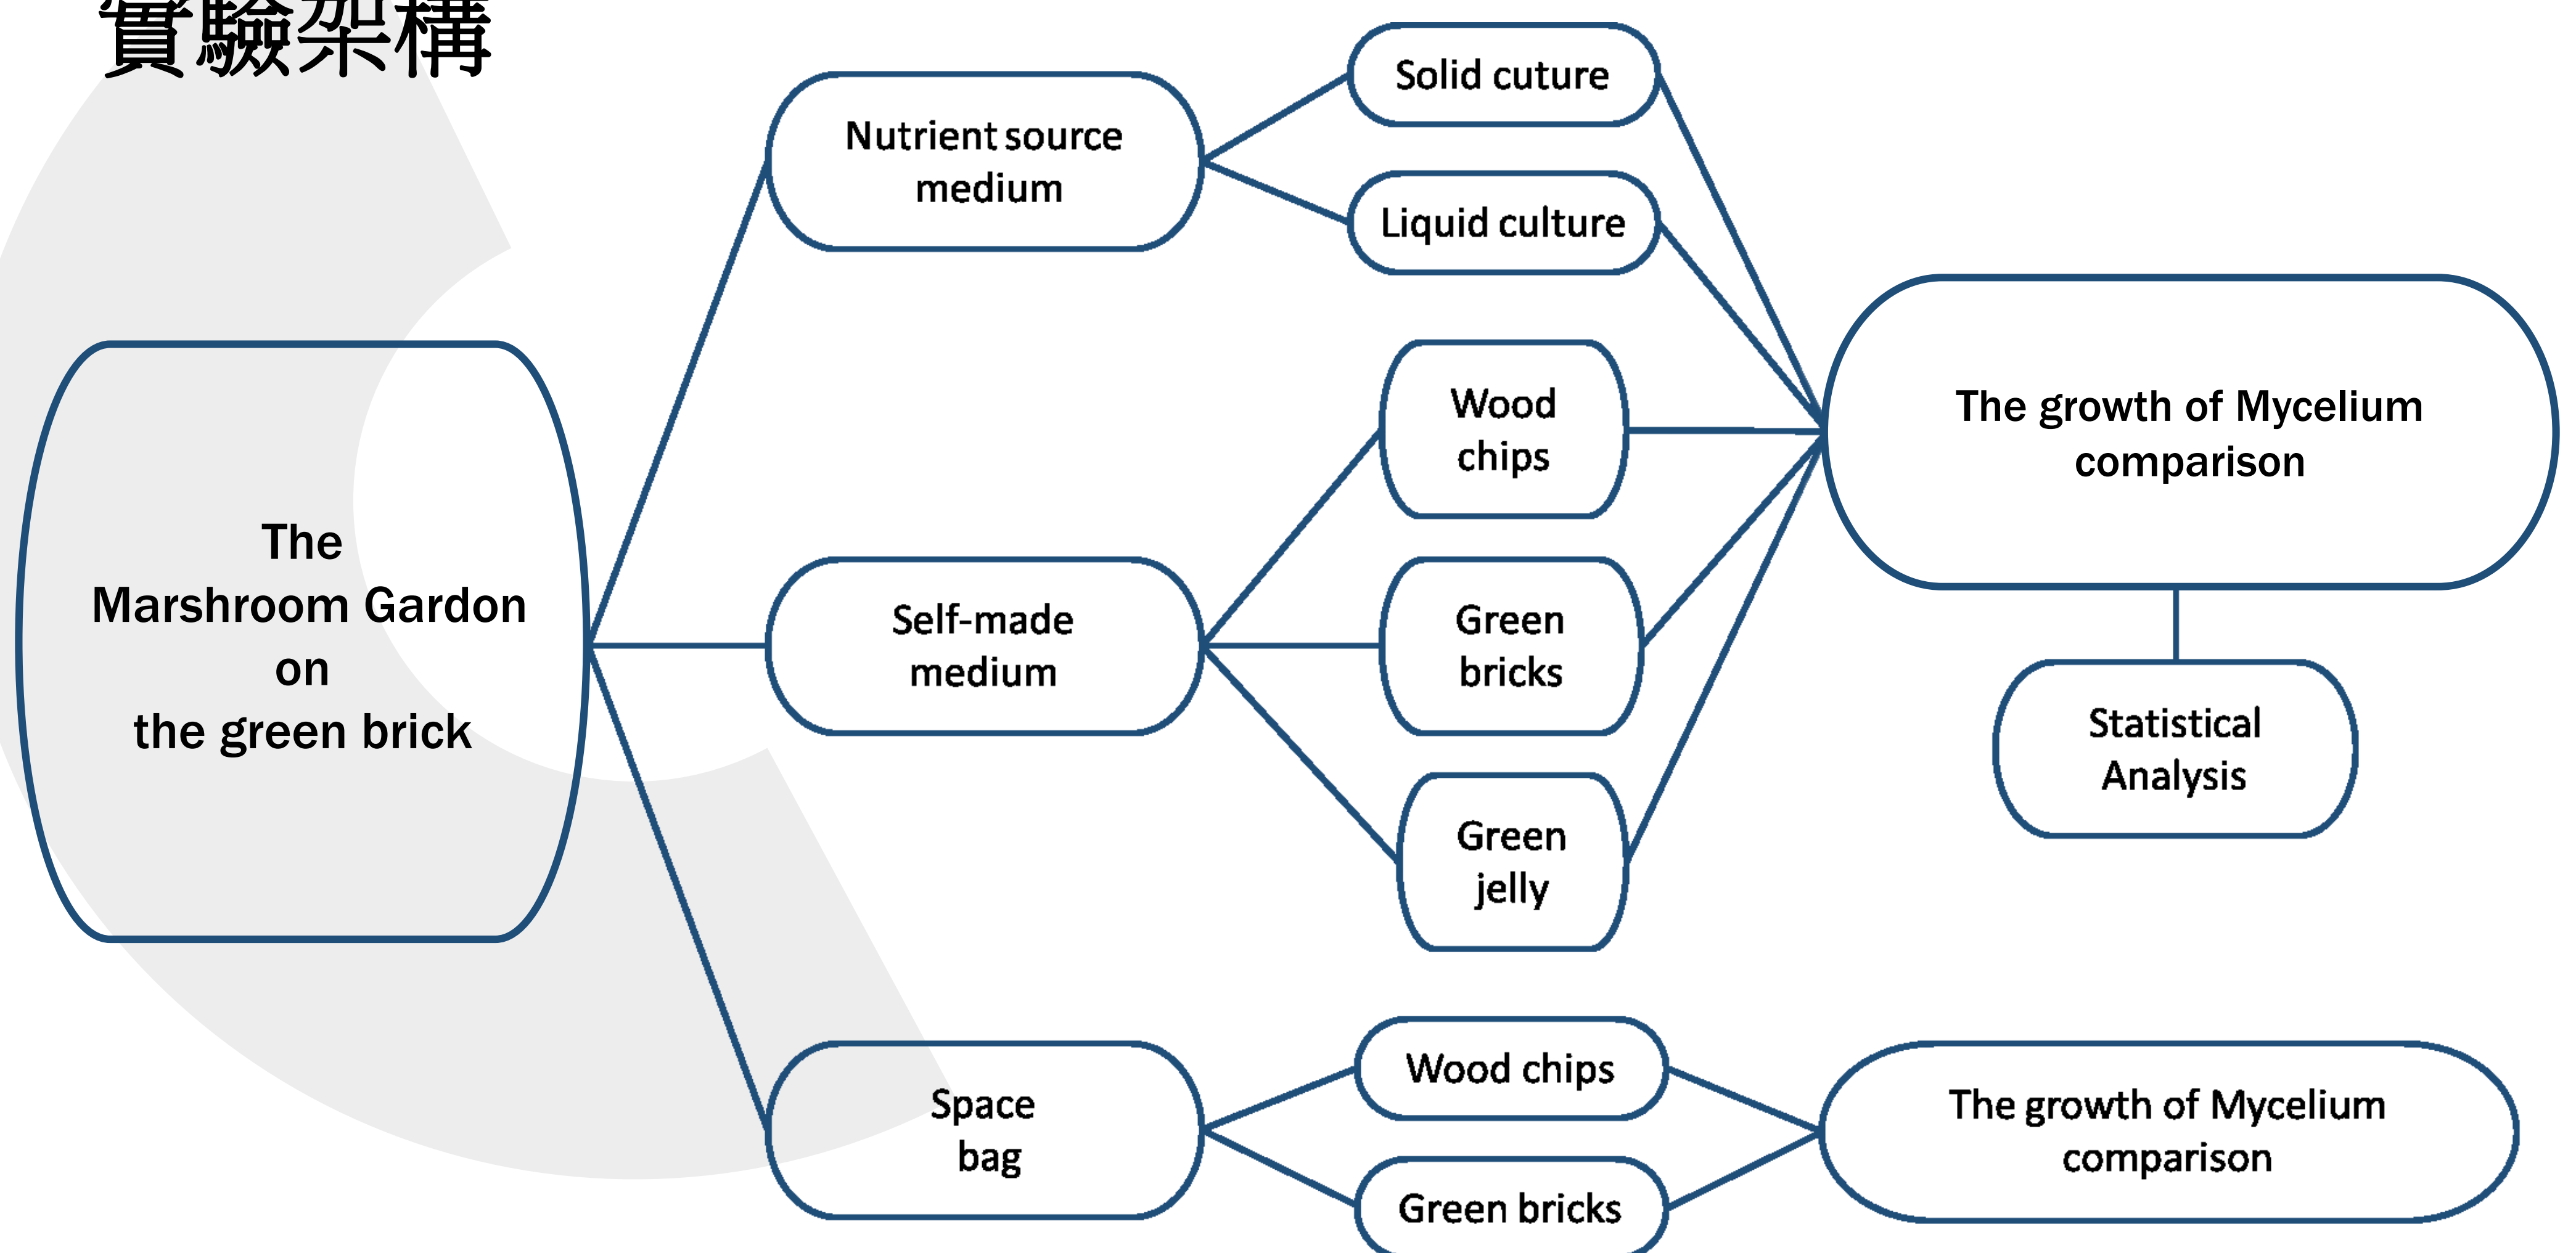 實驗架構
The
Marshroom Gardon
on
the green brick
Nutrient source
medium
Solid cuture
Liquid culture
Self-made
medium
Wood
chips
Green
bricks
Green
jelly
The growth of Mycelium
comparison
Statistical
Analysis
Space
bag
Wood chips
Green bricks
The growth of Mycelium
comparison